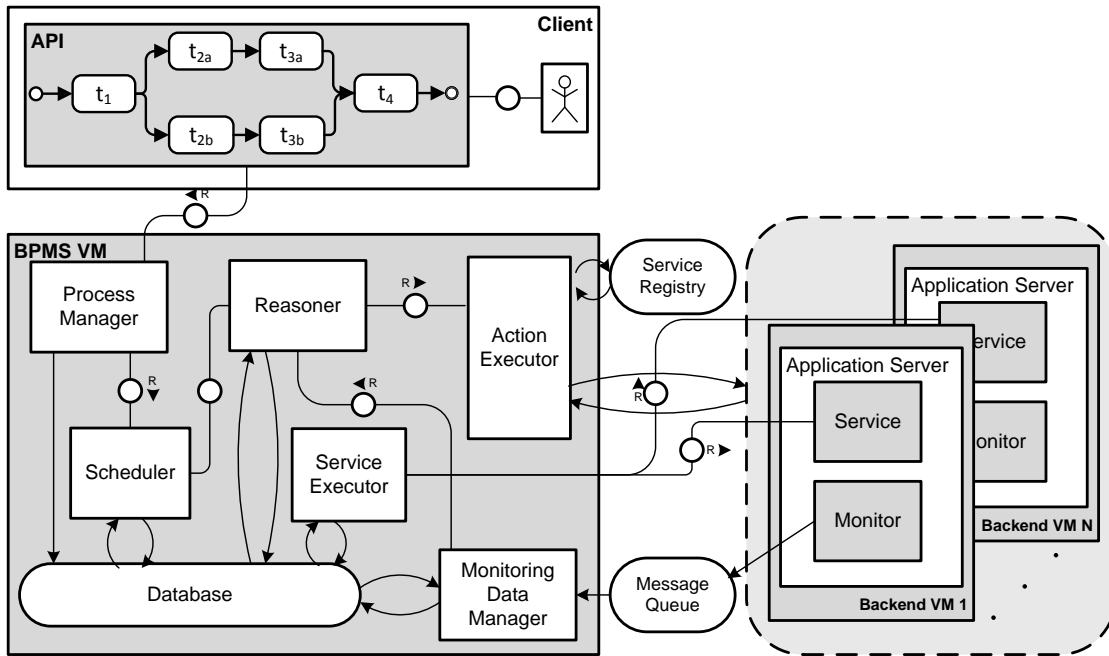 Client
API
t1
t2a
t3a
t4
t2b
t3b
R
BPMS VM
Process
Manager
Reasoner
R
Action
Executor
Service
Registry
R
R
R
R
Scheduler
Service
Executor
Database
Monitoring
Data
Manager
Message
Queue
Application Server
Service
Monitor
Backend VM 1
Application Server
ervice
onitor
Backend VM N